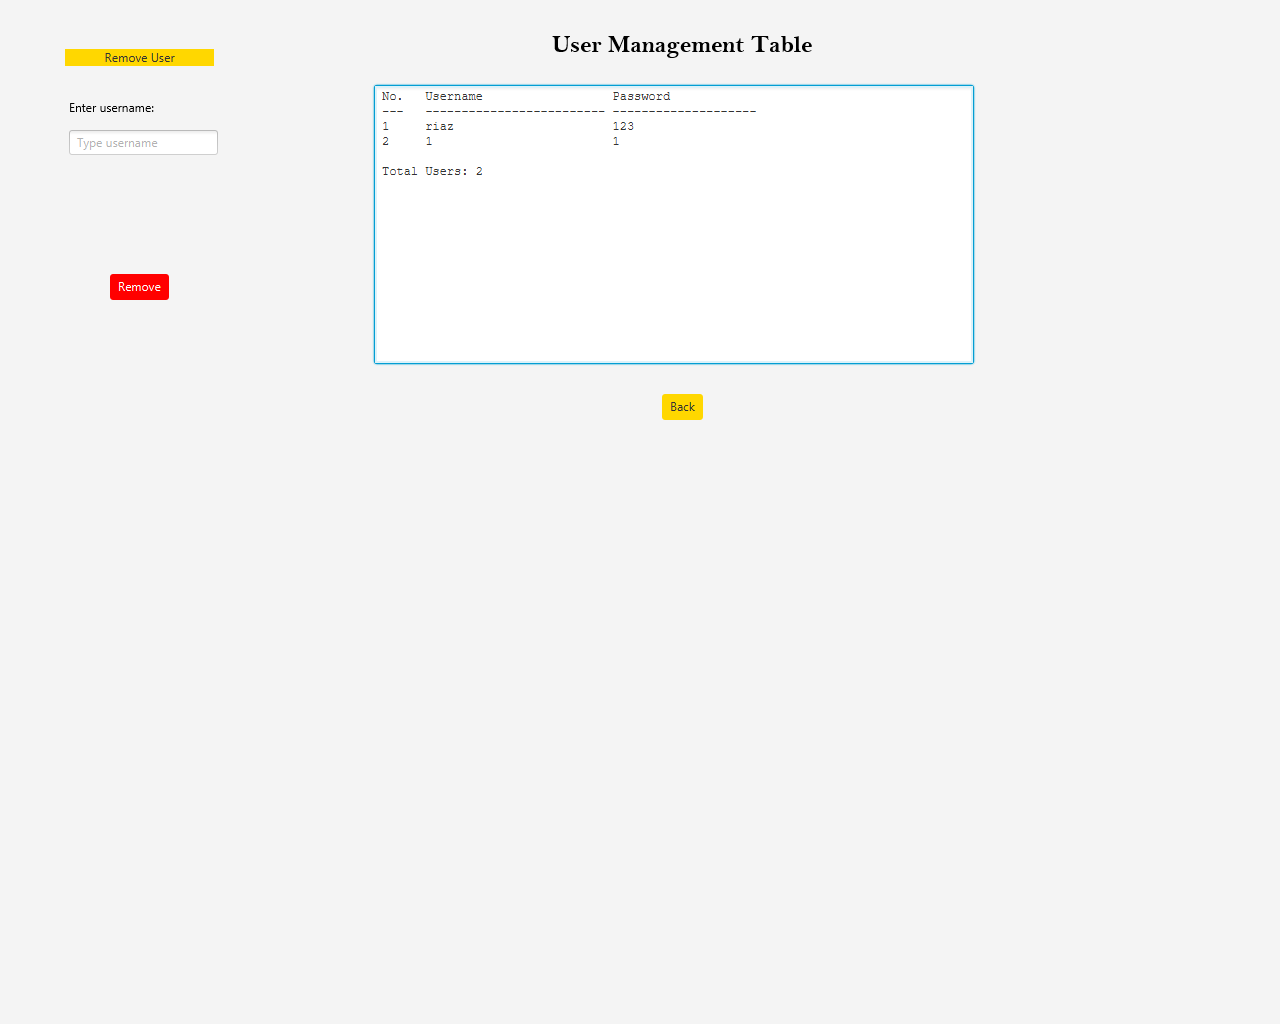 Remove User
Enter username:
Type username
Remove
User Management Table
No.   Username                  Password
---   ------------------------- --------------------
1     riaz                      123
2     1                         1
Total Users: 2
Back